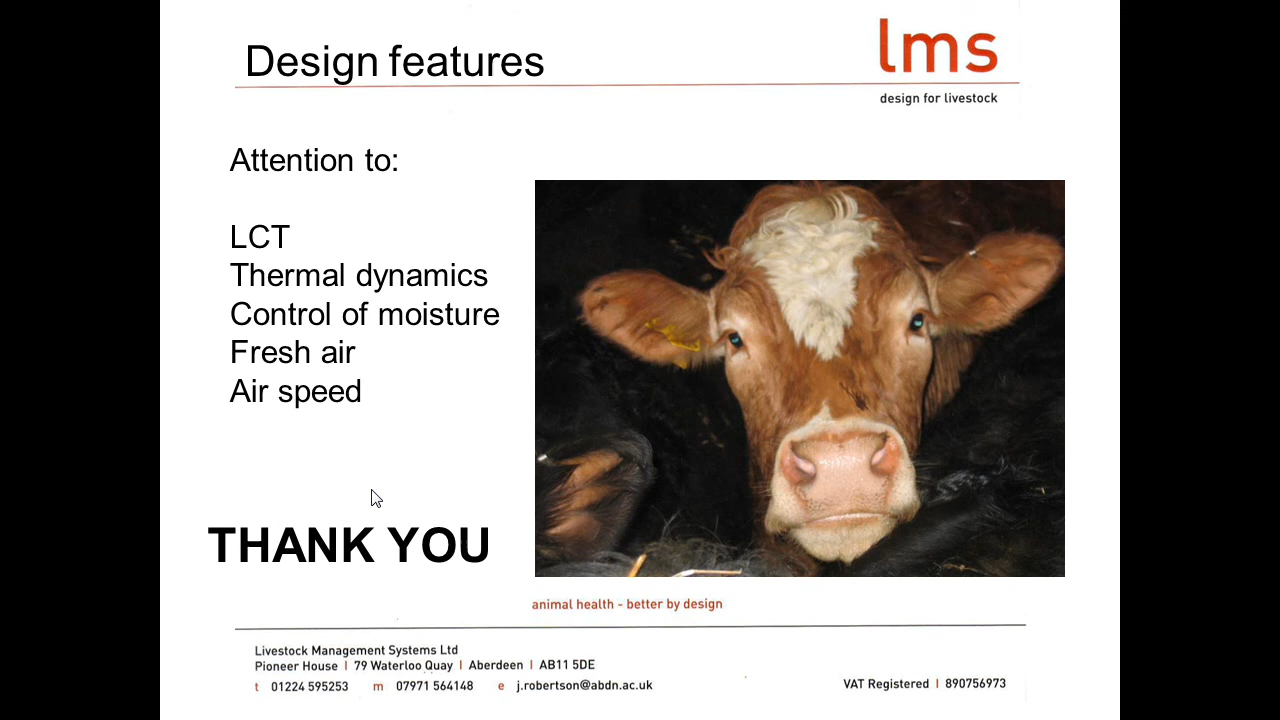 Design features
lms
design for livestock
Attention to:
LCT
Thermal dynamics
Control of moisture
Fresh air
Air speed
THANK YOU
animal health - better by design
Livestock Management Systems Ltd
Pioneer House | 79 Waterloo Quay | Aberdeen | AB11 5DE
t 01224 595253 m 07971 564148 e j.robertson@abdn.ac.uk
VAT Registered | 890756973